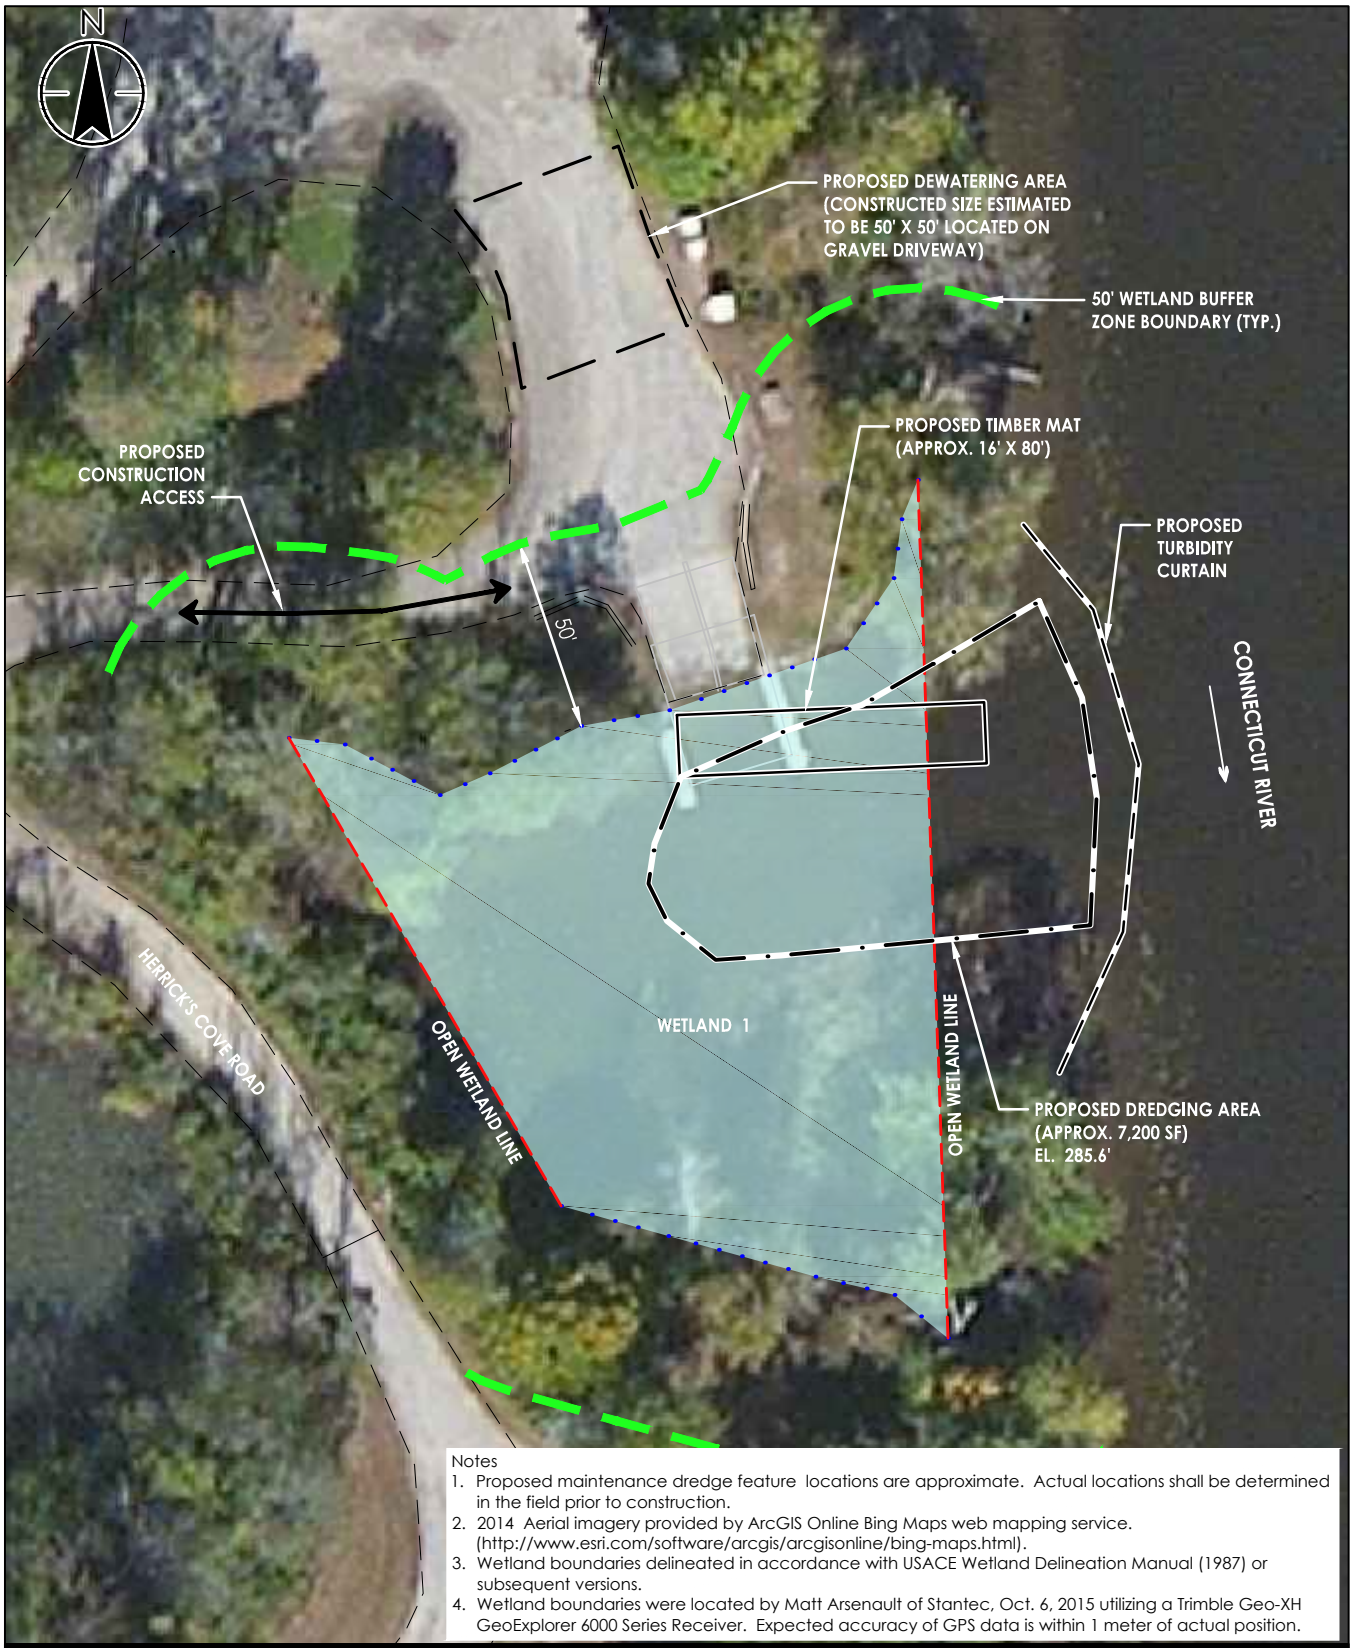 N
PROPOSED DEWATERING AREA
(CONSTRUCTED SIZE ESTIMATED
TO BE 50' X 50' LOCATED ON
GRAVEL DRIVEWAY)
50' WETLAND BUFFER
ZONE BOUNDARY (TYP.)
PROPOSED TIMBER MAT
(APPROX. 16' X 80')
PROPOSED
CONSTRUCTION
ACCESS
PROPOSED
TURBIDITY
CURTAIN
50'
CONNECTICUT RIVER
HERRICK'S COVE ROAD
OPEN WETLAND LINE
WETLAND 1
OPEN WETLAND LINE
PROPOSED DREDGING AREA
(APPROX. 7,200 SF)
EL. 285.6'
Notes
1. Proposed maintenance dredge feature locations are approximate. Actual locations shall be determined
in the field prior to construction.
2. 2014 Aerial imagery provided by ArcGIS Online Bing Maps web mapping service.
(http://www.esri.com/software/arcgis/arcgisonline/bing-maps.html).
3. Wetland boundaries delineated in accordance with USACE Wetland Delineation Manual (1987) or
subsequent versions.
4. Wetland boundaries were located by Matt Arsenault of Stantec, Oct. 6, 2015 utilizing a Trimble Geo-XH
GeoExplorer 6000 Series Receiver. Expected accuracy of GPS data is within 1 meter of actual position.